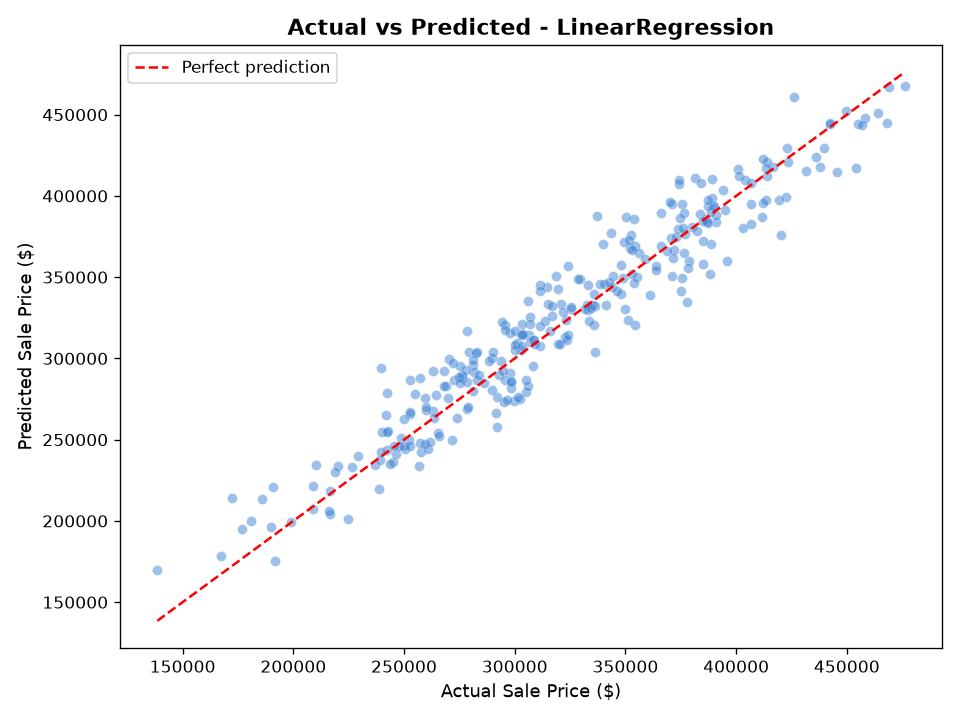 Actual vs Predicted - LinearRegression
Perfect prediction
450000
400000
350000
300000
250000
200000
150000
Predicted Sale Price ($)
150000 200000 250000 300000 350000 400000 450000
Actual Sale Price ($)